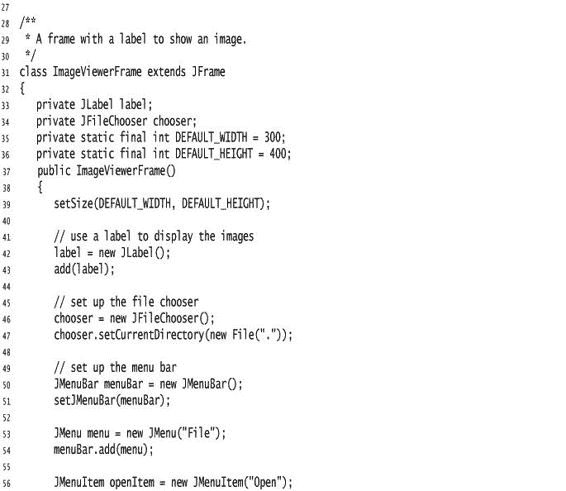 27
28 /**
29  * A frame with a label to show an image.
30  */
31 class ImageViewerFrame extends JFrame
32 {
33    private JLabel label;
34    private JFileChooser chooser;
35    private static final int DEFAULT_WIDTH = 300;
36    private static final int DEFAULT_HEIGHT = 400;
37    public ImageViewerFrame()
38    {
39       setSize(DEFAULT_WIDTH, DEFAULT_HEIGHT);
40
41       // use a label to display the images
42       label = new JLabel();
43       add(label);
44
45       // set up the file chooser
46       chooser = new JFileChooser();
47       chooser.setCurrentDirectory(new File("."));
48
49       // set up the menu bar
50       JMenuBar menuBar = new JMenuBar();
51       setJMenuBar(menuBar);
52
53       JMenu menu = new JMenu("File");
54       menuBar.add(menu);
55
56       JMenuItem openItem = new JMenuItem("Open");